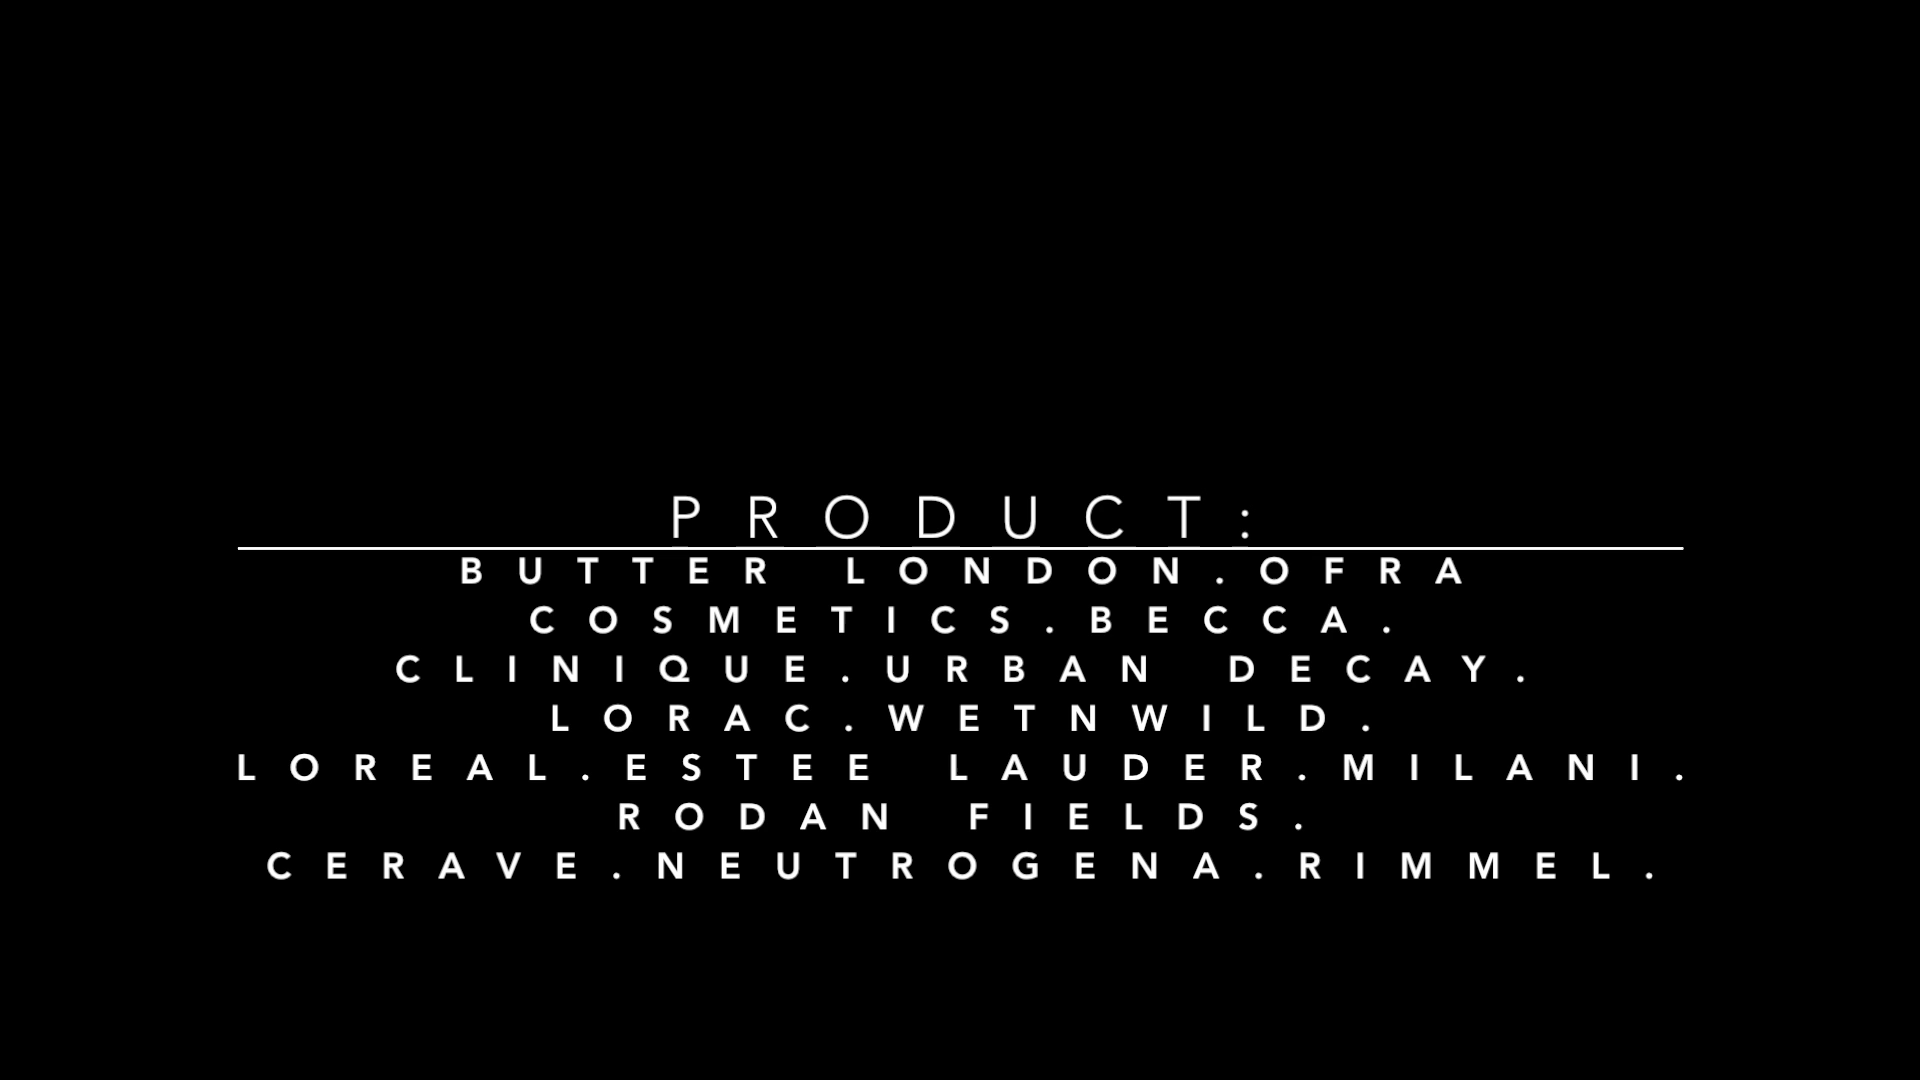 PRODUCT:
BUTTER LONDON.OFRA
COSMETICS.BECCA.
CLINIQUE.URBAN DECAY.
LORAC.WETNWILD.
LOREAL.ESTEE LAUDER.MILANI.
RODAN FIELDS.
CERAVE.NEUTROGENA.RIMMEL.